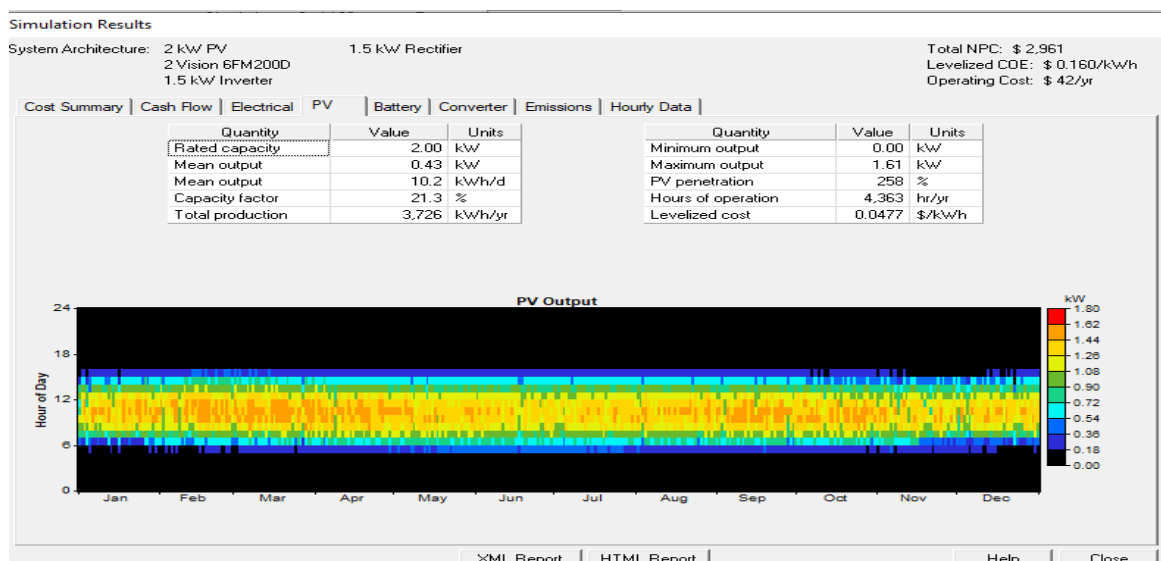 Simulation Results
System Architecture: 2 kW PV 1.5 kW Rectifier Total NPC: $ 2,961
2 Vision 6FM200D Levelized COE: $ 0.160/kWh
1.5 kW Inverter Operating Cost: $ 42/yr
Cost Summary Cash Flow Electrical PV Battery Converter Emissions Hourly Data
Quantity Value Units Quantity Value Units
Rated capacity 2.00 kW Minimum output 0.00 kW
Mean output 0.43 kW Maximum output 1.61 kW
Mean output 10.2 kWh/d PV penetration 258 %
Capacity factor 21.3 % Hours of operation 4,363 hr/yr
Total production 3,726 kWh/yr Levelized cost 0.0477 $/kWh
PV Output
kW
24
18
12
6
0
Hour of Day
1.80
1.62
1.44
1.26
1.08
0.90
0.72
0.54
0.36
0.18
0.00
Jan Feb Mar Apr May Jun Jul Aug Sep Oct Nov Dec
XML Report HTML Report Help Close